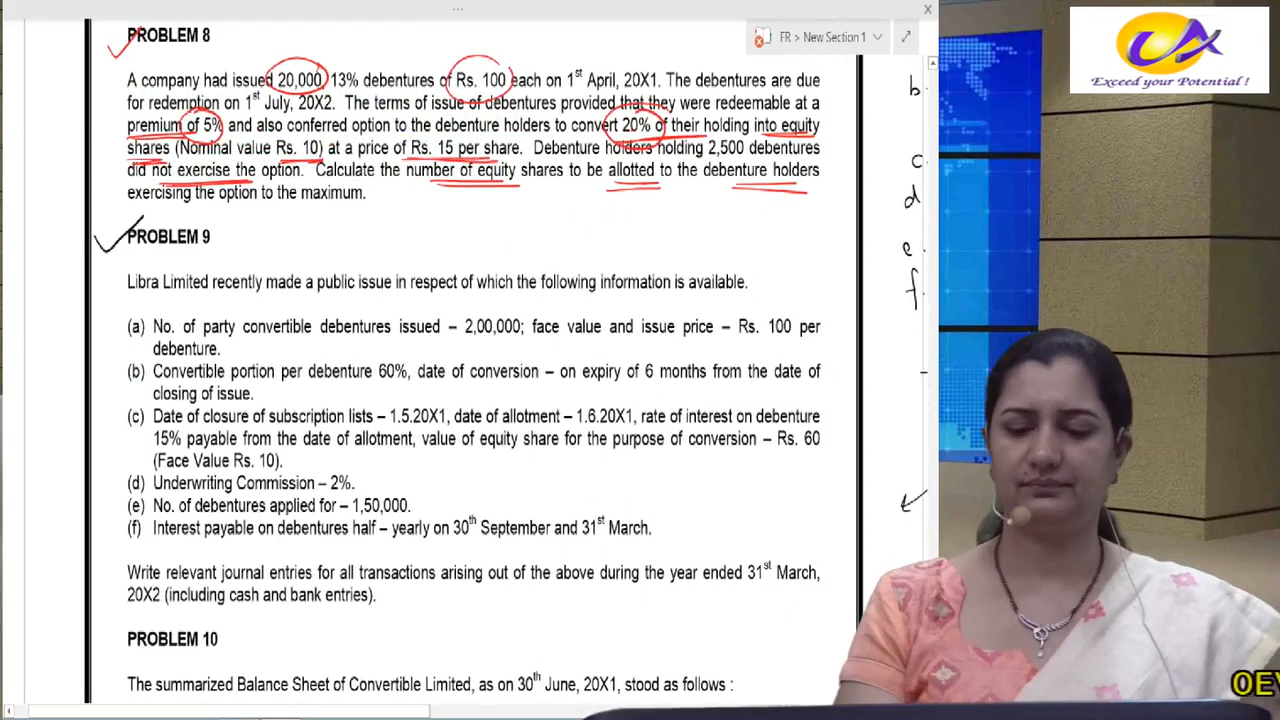 PROBLEM 8
FR > New Section 1
A company had issued 20,000 13% debentures of Rs. 100 each on 1st April, 20X1. The debentures are due
for redemption on 1st July, 20X2. The terms of issue of debentures provided that they were redeemable at a
premium of 5% and also conferred option to the debenture holders to convert 20% of their holding into equity
shares (Nominal value Rs. 10) at a price of Rs. 15 per share. Debenture holders holding 2,500 debentures
did not exercise the option. Calculate the number of equity shares to be allotted to the debenture holders
exercising the option to the maximum.
PROBLEM 9
Libra Limited recently made a public issue in respect of which the following information is available.
(a) No. of party convertible debentures issued – 2,00,000; face value and issue price – Rs. 100 per
debenture.
(b) Convertible portion per debenture 60%, date of conversion – on expiry of 6 months from the date of
closing of issue.
(c) Date of closure of subscription lists – 1.5.20X1, date of allotment – 1.6.20X1, rate of interest on debenture
15% payable from the date of allotment, value of equity share for the purpose of conversion – Rs. 60
(Face Value Rs. 10).
(d) Underwriting Commission – 2%.
(e) No. of debentures applied for – 1,50,000.
(f) Interest payable on debentures half – yearly on 30th September and 31st March.
Write relevant journal entries for all transactions arising out of the above during the year ended 31st March,
20X2 (including cash and bank entries).
PROBLEM 10
The summarized Balance Sheet of Convertible Limited, as on 30th June, 20X1, stood as follows :
b.
c.
d
e.
f.
Exceed your Potential !